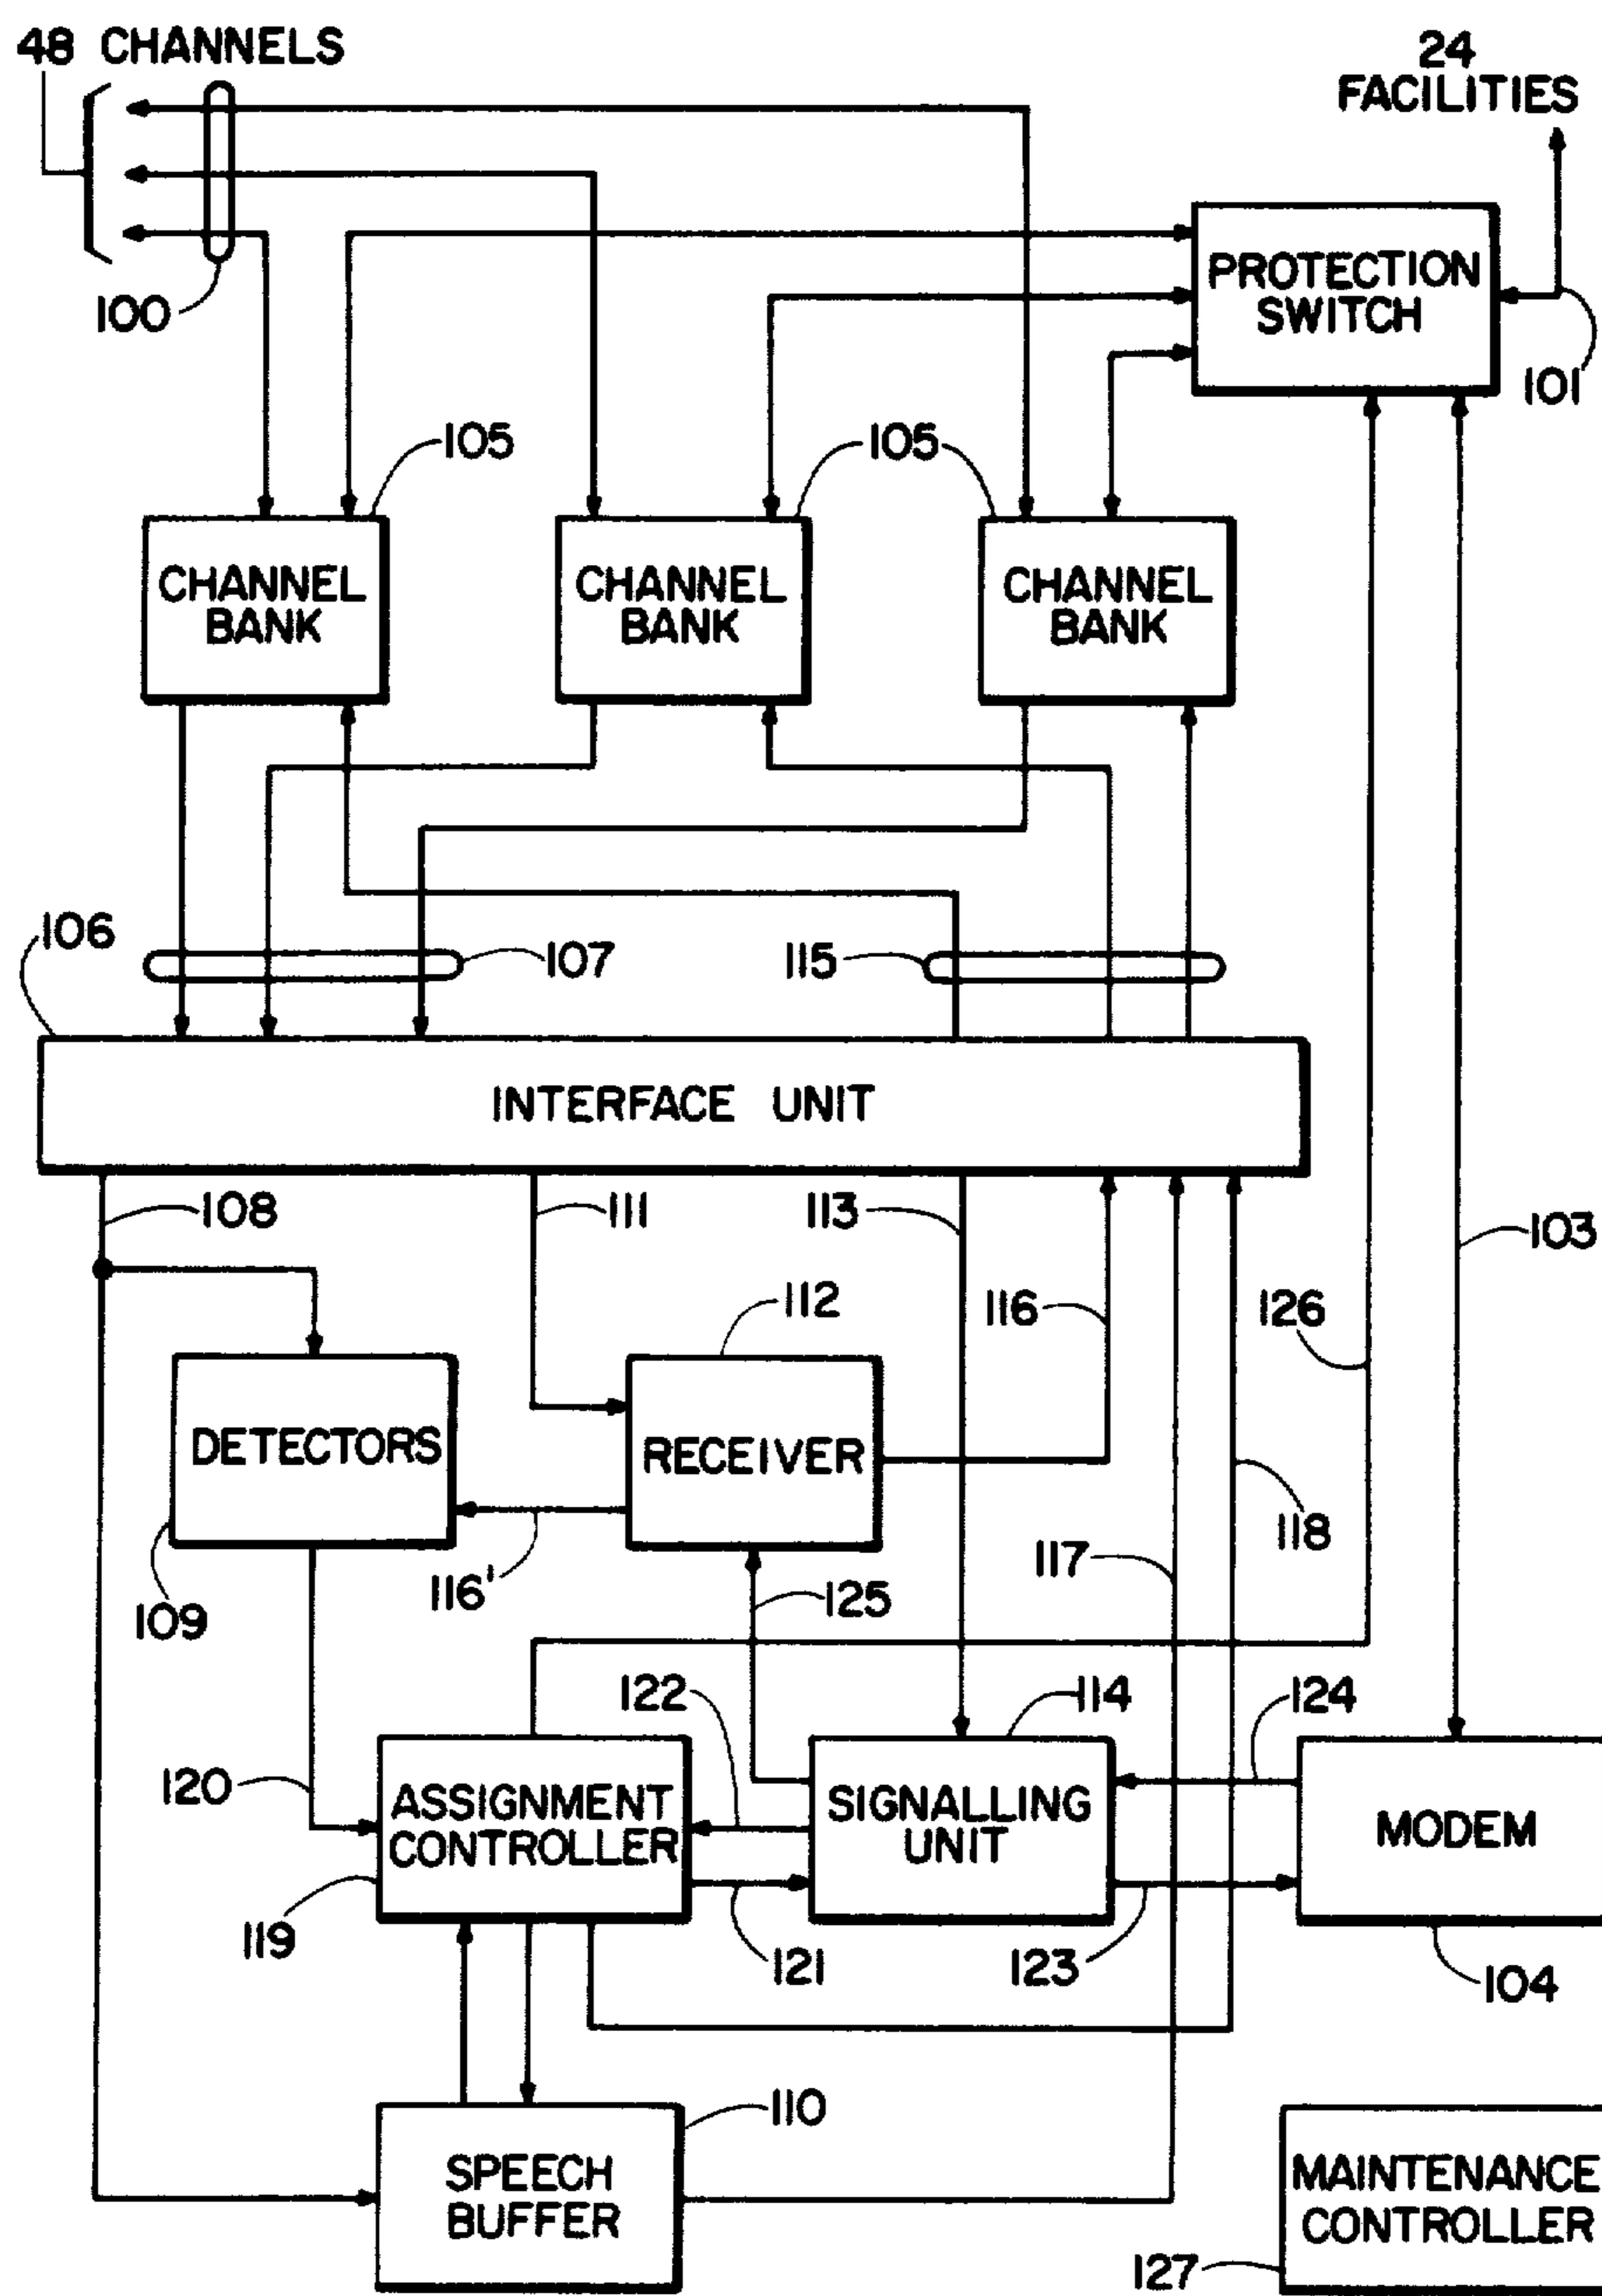 48 CHANNELS
24
FACILITIES
100
PROTECTION
SWITCH
101
105
105
CHANNEL
BANK
CHANNEL
BANK
CHANNEL
BANK
106
107
115
INTERFACE UNIT
108
111
113
103
112
116
126
DETECTORS
RECEIVER
118
117
116'
125
109
122
114
124
120
ASSIGNMENT
CONTROLLER
SIGNALLING
UNIT
MODEM
119
121
123
104
110
SPEECH
BUFFER
MAINTENANCE
CONTROLLER
127